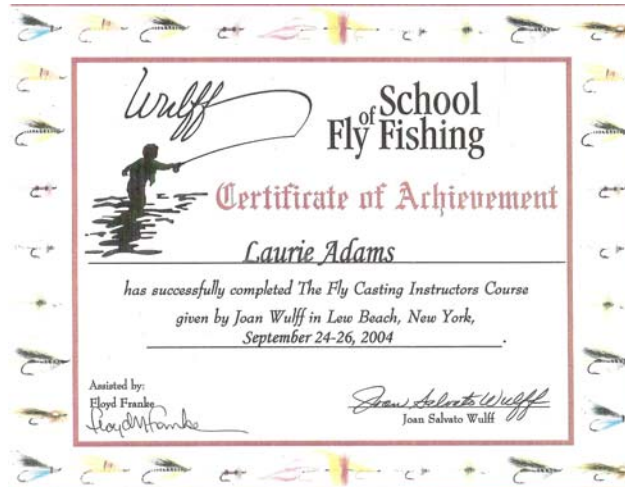 Wulff
School
of
Fly Fishing
Certificate of Achievement
Laurie Adams
has successfully completed The Fly Casting Instructors Course
given by Joan Wulff in Lew Beach, New York,
September 24-26, 2004.
Assisted by:
Floyd Franke
Floyd N Franke
Joan Salvato Wulff
Joan Salvato Wulff